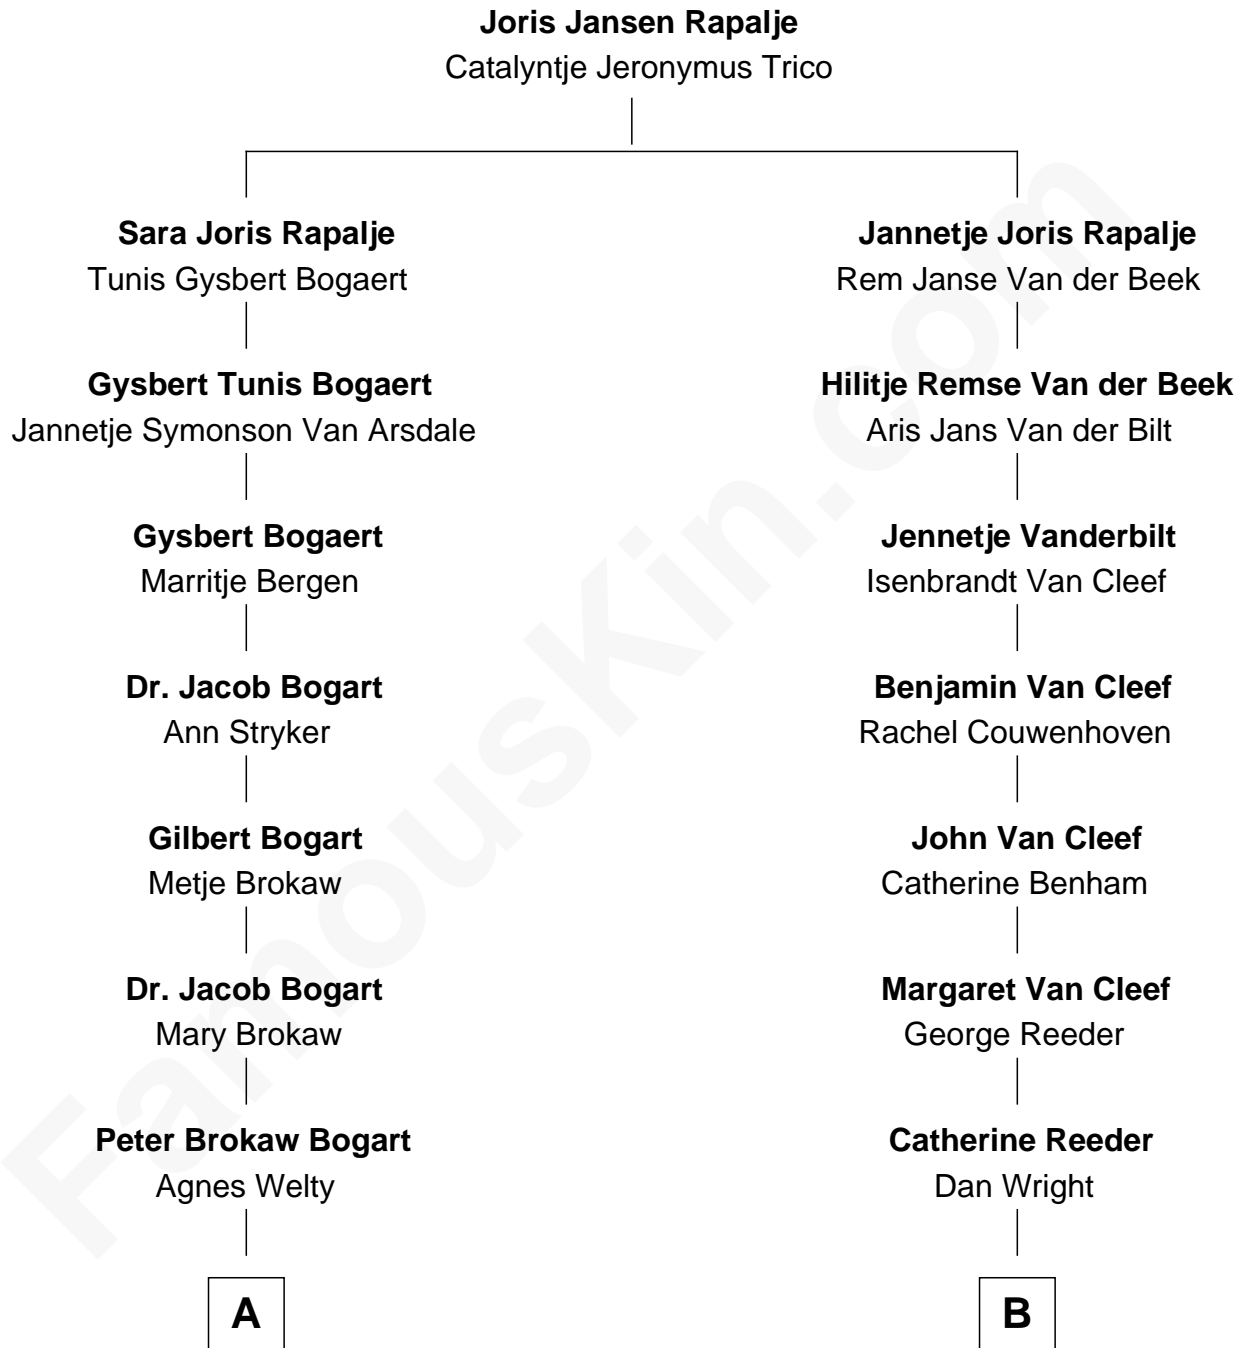 Joris Jansen Rapalje
Catalyntje Jeronymus Trico
Sara Joris Rapalje
Tunis Gysbert Bogaert
Gysbert Tunis Bogaert
Jannetje Symonson Van Arsdale
Gysbert Bogaert
Marritje Bergen
Dr. Jacob Bogart
Ann Stryker
Gilbert Bogart
Metje Brokaw
Dr. Jacob Bogart
Mary Brokaw
Peter Brokaw Bogart
Agnes Welty
A
Jannetje Joris Rapalje
Rem Janse Van der Beek
Hilitje Remse Van der Beek
Aris Jans Van der Bilt
Jennetje Vanderbilt
Isenbrandt Van Cleef
Benjamin Van Cleef
Rachel Couwenhoven
John Van Cleef
Catherine Benham
Margaret Van Cleef
George Reeder
Catherine Reeder
Dan Wright
B
FamousKin.com